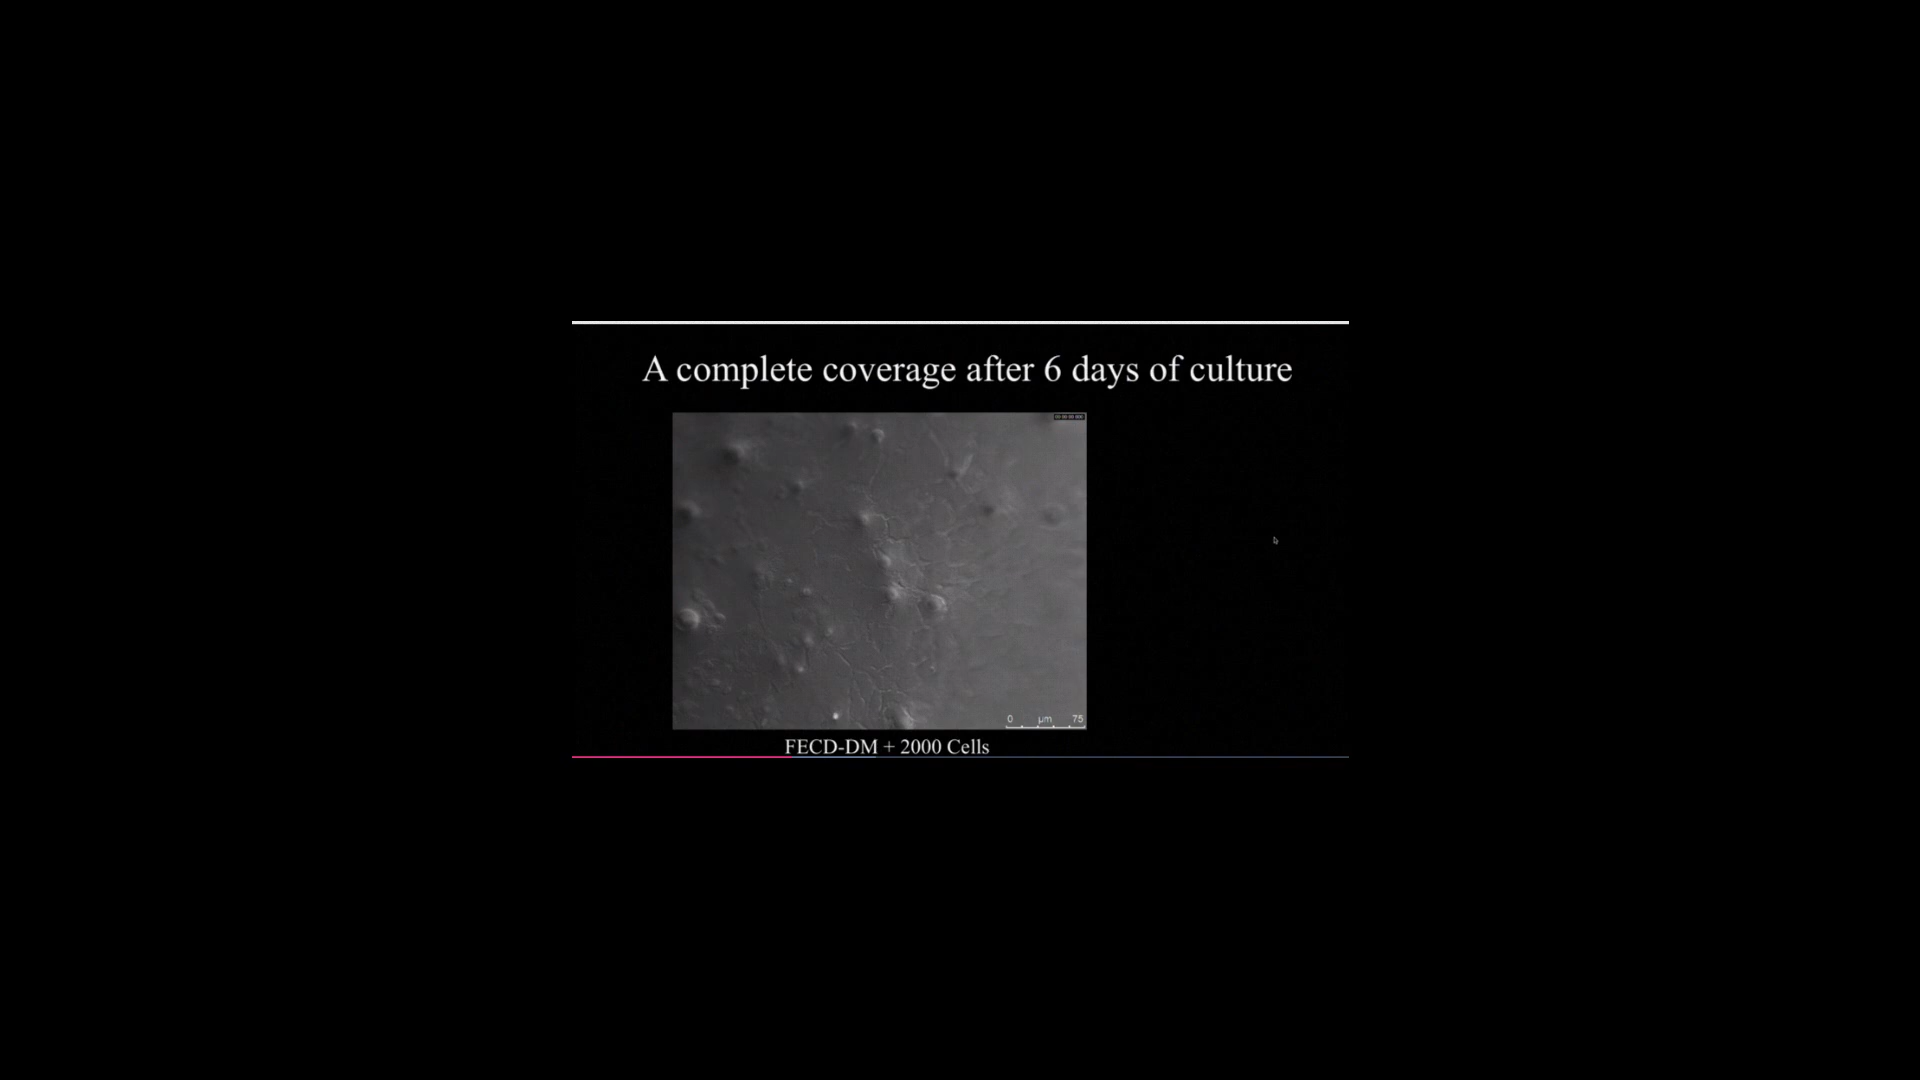 A complete coverage after 6 days of culture
0 µm 75
FECD-DM + 2000 Cells